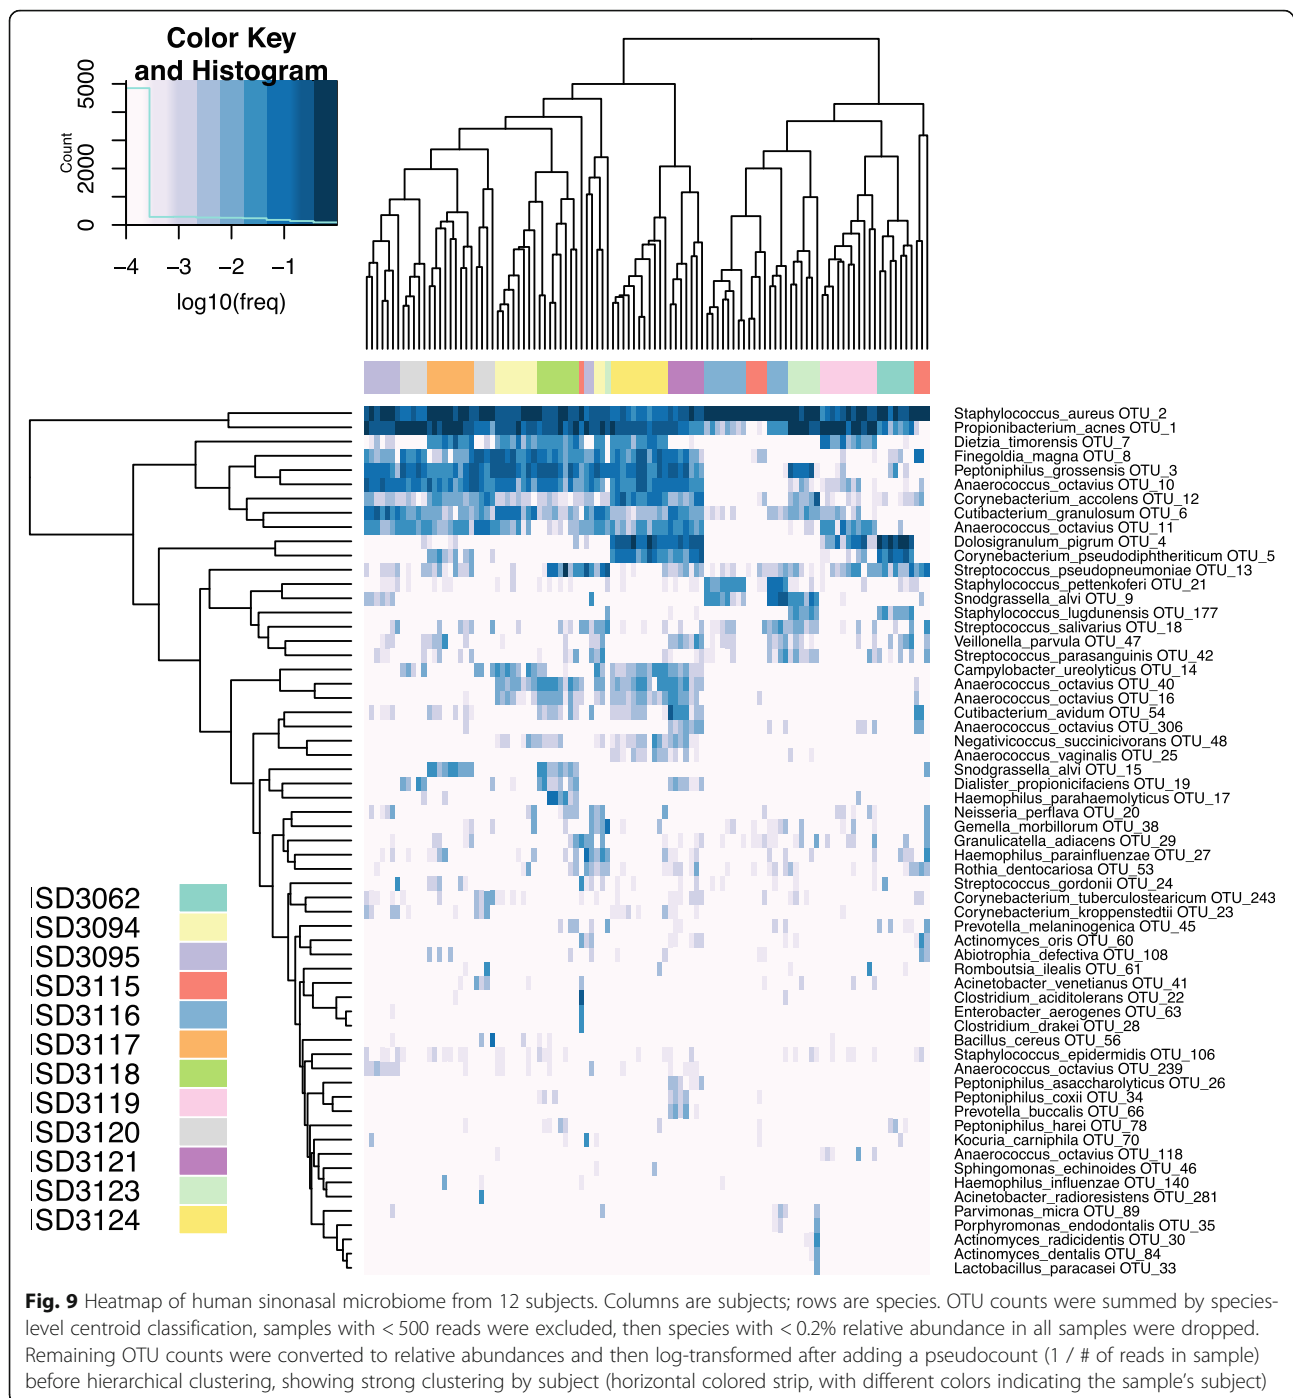 Color Key
and Histogram
Count
0
2000
5000
−4
−3
−2
−1
log10(freq)
Staphylococcus_aureus OTU_2
Propionibacterium_acnes OTU_1
Dietzia_timorensis OTU_7
Finegoldia_magna OTU_8
Peptoniphilus_grossensis OTU_3
Anaerococcus_octavius OTU_10
Corynebacterium_accolens OTU_12
Cutibacterium_granulosum OTU_6
Anaerococcus_octavius OTU_11
Dolosigranulum_pigrum OTU_4
Corynebacterium_pseudodiphtheriticum OTU_5
Streptococcus_pseudopneumoniae OTU_13
Staphylococcus_pettenkoferi OTU_21
Snodgrassella_alvi OTU_9
Staphylococcus_lugdunensis OTU_177
Streptococcus_salivarius OTU_18
Veillonella_parvula OTU_47
Streptococcus_parasanguinis OTU_42
Campylobacter_ureolyticus OTU_14
Anaerococcus_octavius OTU_40
Anaerococcus_octavius OTU_16
Cutibacterium_avidum OTU_54
Anaerococcus_octavius OTU_306
Negativicoccus_succinicivorans OTU_48
Anaerococcus_vaginalis OTU_25
Snodgrassella_alvi OTU_15
Dialister_propionicifaciens OTU_19
Haemophilus_parahaemolyticus OTU_17
Neisseria_perflava OTU_20
Gemella_morbillorum OTU_38
Granulicatella_adiacens OTU_29
Haemophilus_parainfluenzae OTU_27
Rothia_dentocariosa OTU_53
Streptococcus_gordonii OTU_24
Corynebacterium_tuberculostearicum OTU_243
Corynebacterium_kroppenstedtii OTU_23
Prevotella_melaninogenica OTU_45
Actinomyces_oris OTU_60
Abiotrophia_defectiva OTU_108
Romboutsia_ilealis OTU_61
Acinetobacter_venetianus OTU_41
Clostridium_aciditolerans OTU_22
Enterobacter_aerogenes OTU_63
Clostridium_drakei OTU_28
Bacillus_cereus OTU_56
Staphylococcus_epidermidis OTU_106
Anaerococcus_octavius OTU_239
Peptoniphilus_asaccharolyticus OTU_26
Peptoniphilus_coxii OTU_34
Prevotella_buccalis OTU_66
Peptoniphilus_harei OTU_78
Kocuria_carniphila OTU_70
Anaerococcus_octavius OTU_118
Sphingomonas_echinoides OTU_46
Haemophilus_influenzae OTU_140
Acinetobacter_radioresistens OTU_281
Parvimonas_micra OTU_89
Porphyromonas_endodontalis OTU_35
Actinomyces_radicidentis OTU_30
Actinomyces_dentalis OTU_84
Lactobacillus_paracasei OTU_33
SD3062
SD3094
SD3095
SD3115
SD3116
SD3117
SD3118
SD3119
SD3120
SD3121
SD3123
SD3124
Fig. 9 Heatmap of human sinonasal microbiome from 12 subjects. Columns are subjects; rows are species. OTU counts were summed by species-
level centroid classification, samples with < 500 reads were excluded, then species with < 0.2% relative abundance in all samples were dropped.
Remaining OTU counts were converted to relative abundances and then log-transformed after adding a pseudocount (1 / # of reads in sample)
before hierarchical clustering, showing strong clustering by subject (horizontal colored strip, with different colors indicating the sample's subject)